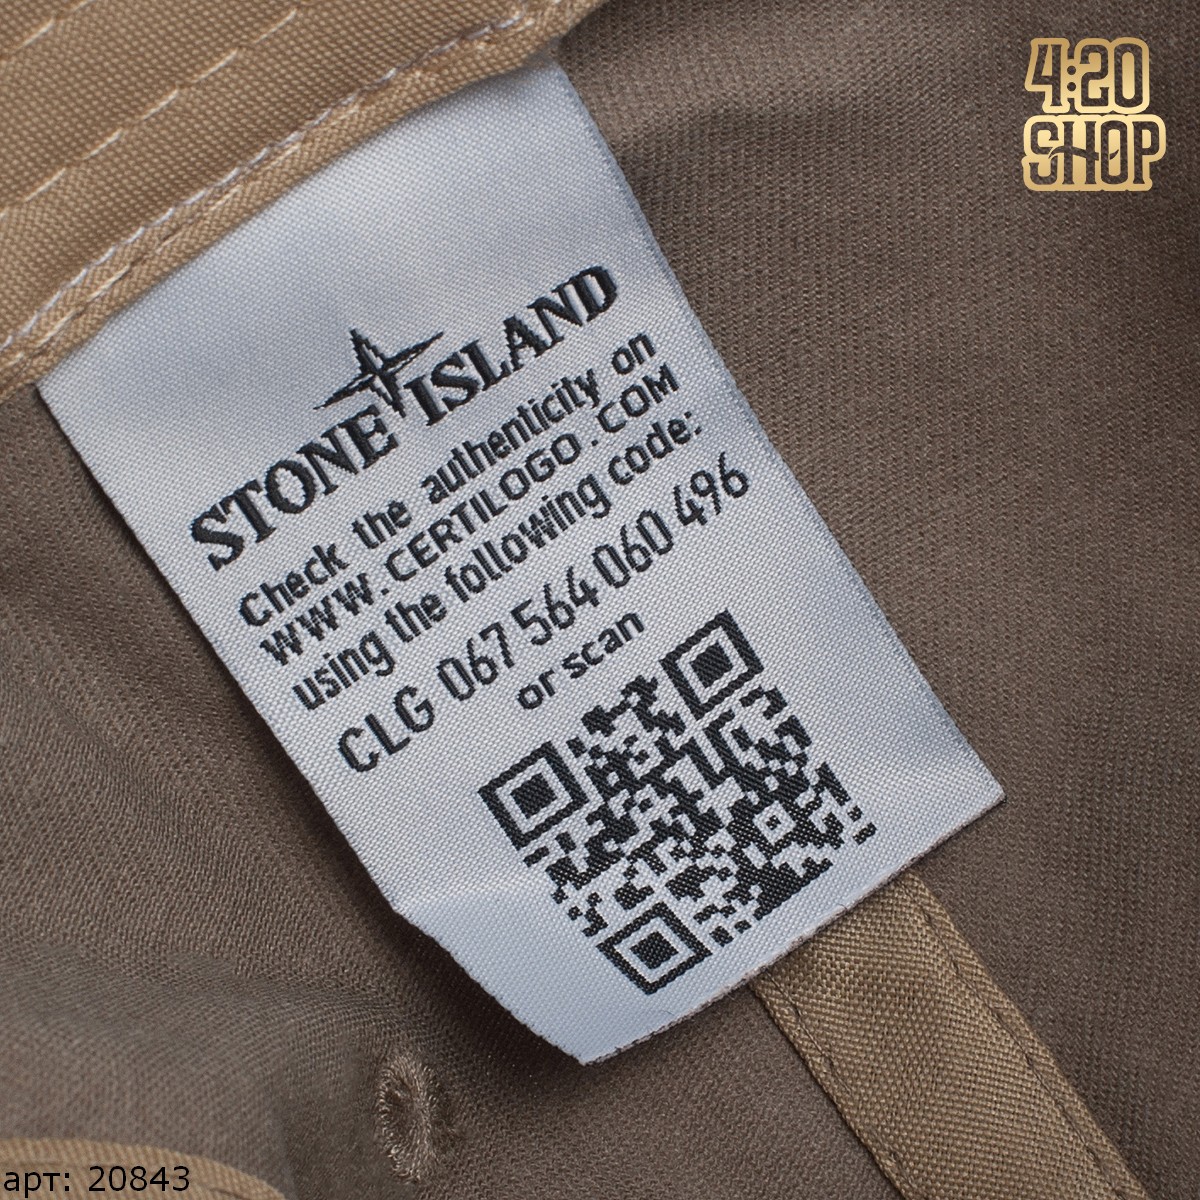 4:20
SHOP
STONE ISLAND
Check the authenticity on
WWW.CERTILOGO.COM
using the following code:
CLG 067 564 060 496
or scan
арт: 20843